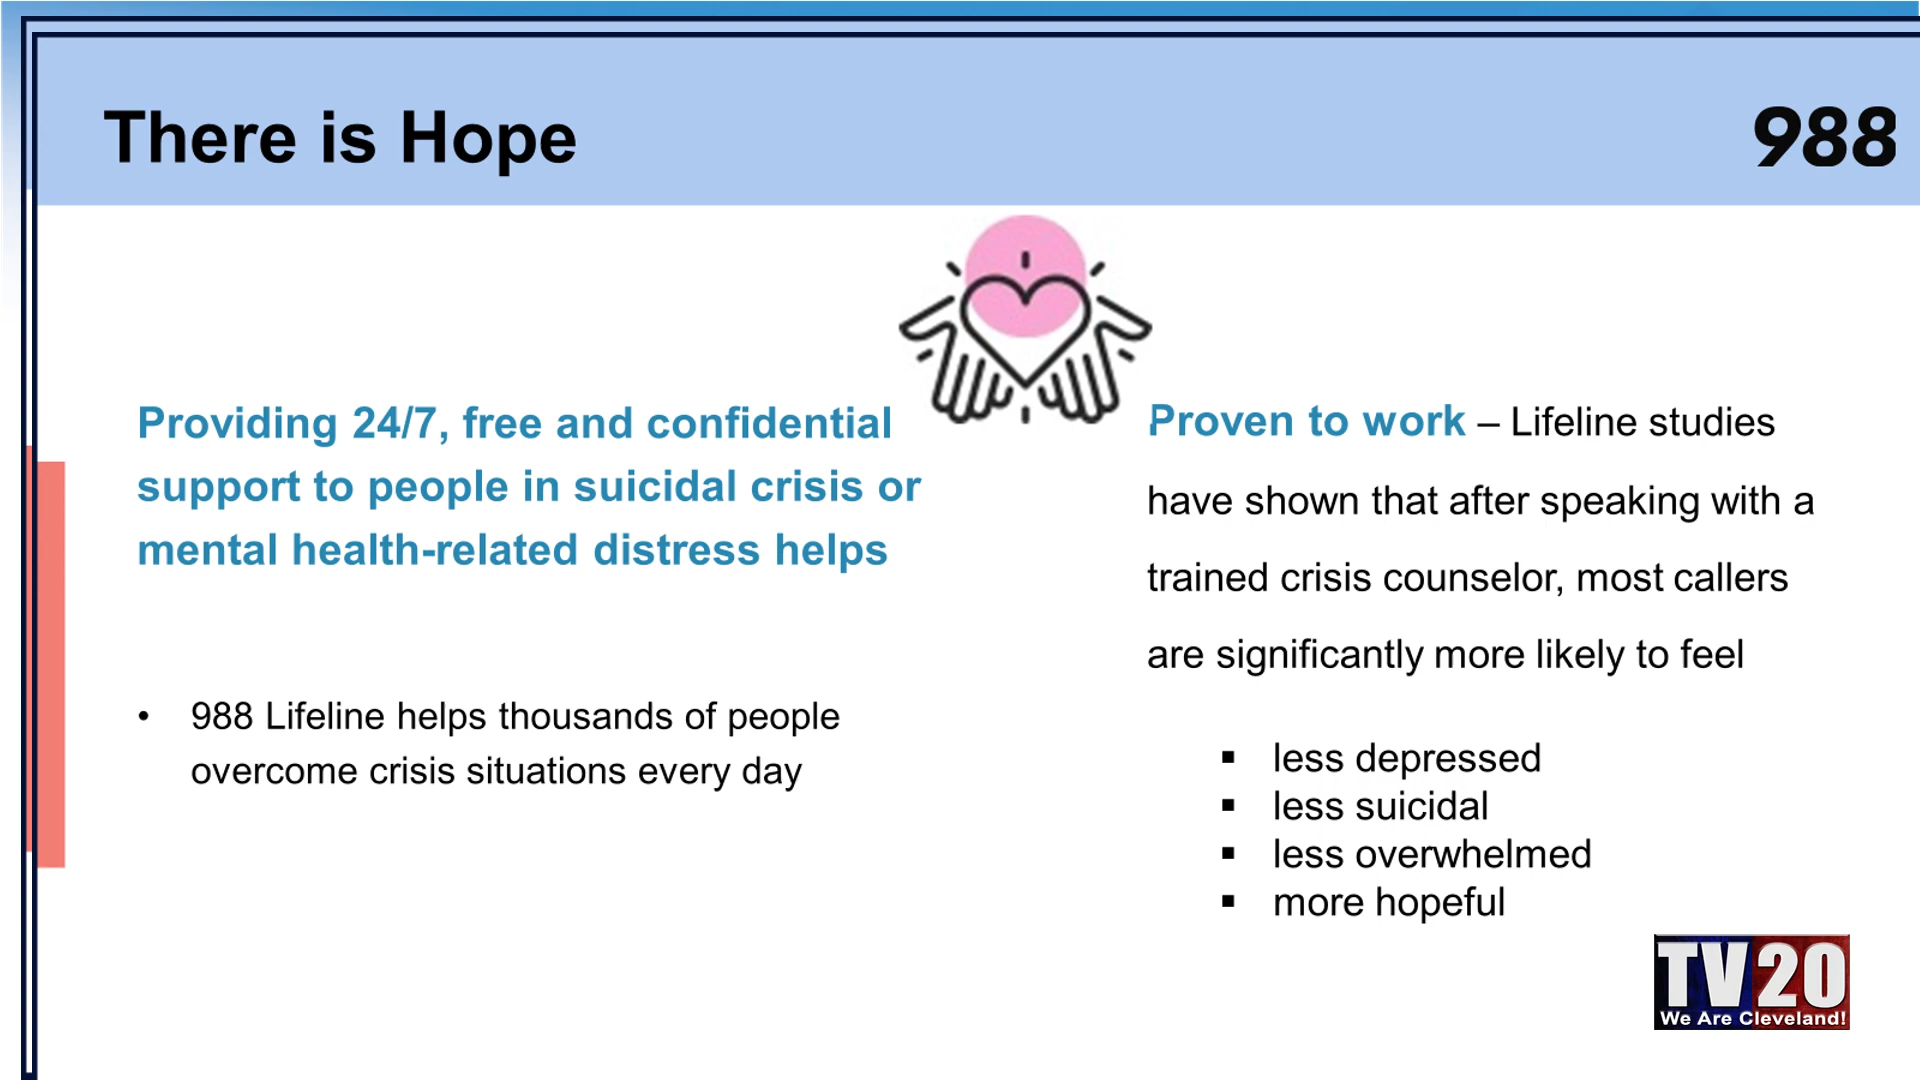 There is Hope
988
Providing 24/7, free and confidential
support to people in suicidal crisis or
mental health-related distress helps
• 988 Lifeline helps thousands of people
overcome crisis situations every day
Proven to work – Lifeline studies
have shown that after speaking with a
trained crisis counselor, most callers
are significantly more likely to feel
▪ less depressed
▪ less suicidal
▪ less overwhelmed
▪ more hopeful
TV20
We Are Cleveland!